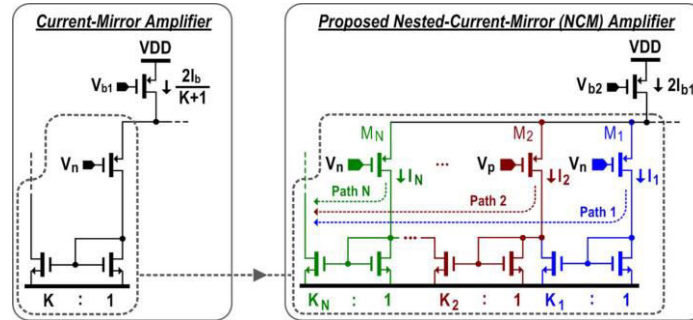 Current-Mirror Amplifier
VDD
Vb1
2Ib
K+1
Vn
K : 1
Proposed Nested-Current-Mirror (NCM) Amplifier
VDD
Vb2
2Ib1
MN
M2
M1
Vn
...
Vp
Vn
IN
I2
I1
Path N
Path 2
Path 1
...
KN : 1
K2 : 1
K1 : 1